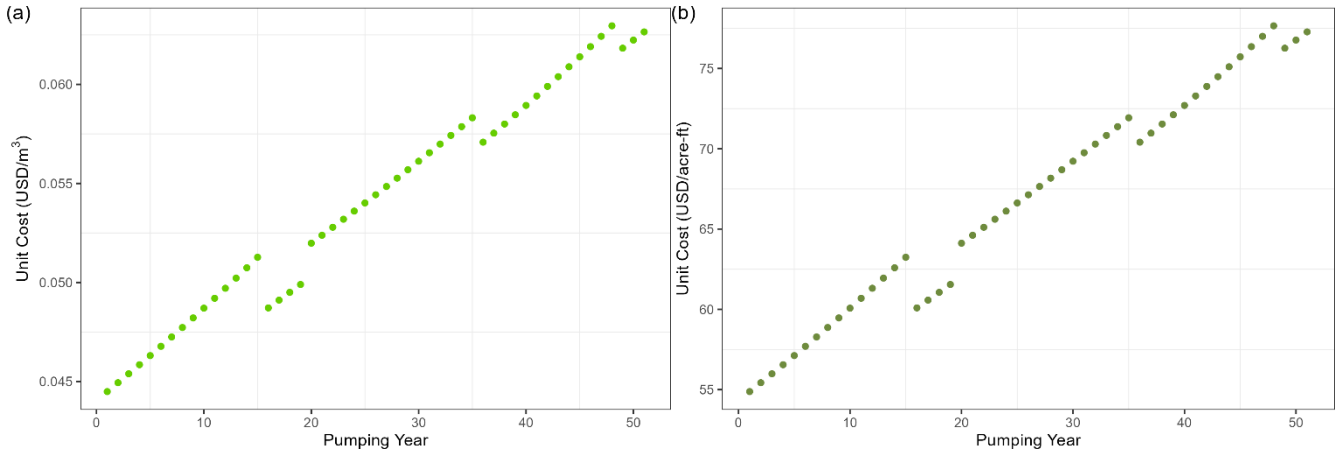 (a)
Unit Cost (USD/m³)
0.060
0.055
0.050
0.045
0 10 20 30 40 50
Pumping Year
(b)
Unit Cost (USD/acre-ft)
75
70
65
60
55
0 10 20 30 40 50
Pumping Year